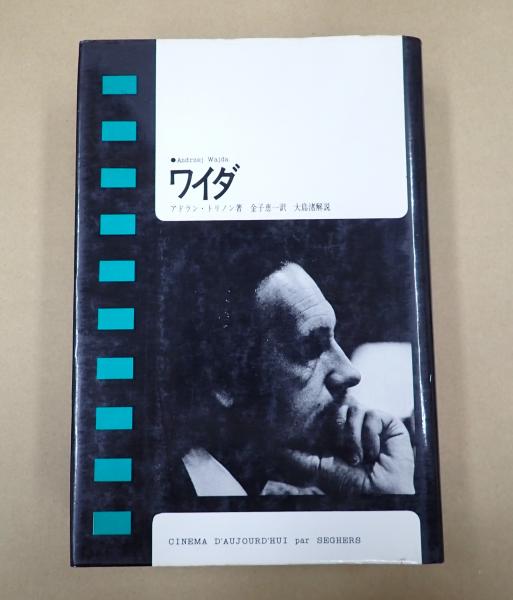 ●Andrzej Wajda
ワイダ
アドラン・トリノン著 金子恵一訳 大島渚解説
CINEMA D'AUJOURD'HUI par SEGHERS